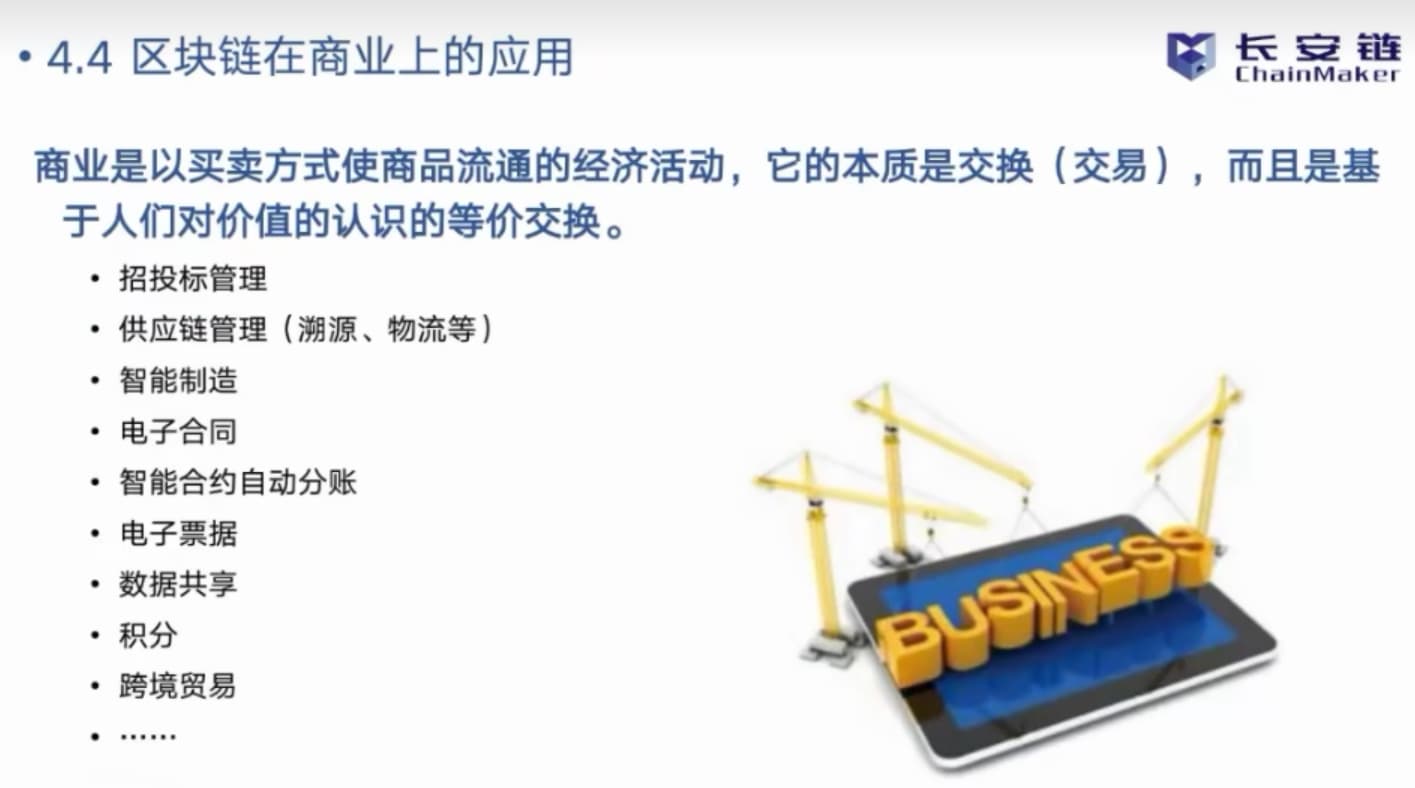 • 4.4 区块链在商业上的应用
长安链
ChainMaker
商业是以买卖方式使商品流通的经济活动，它的本质是交换（交易），而且是基
于人们对价值的认识的等价交换。
• 招投标管理
• 供应链管理（溯源、物流等）
• 智能制造
• 电子合同
• 智能合约自动分账
• 电子票据
• 数据共享
• 积分
• 跨境贸易
• ……
BUSINESS